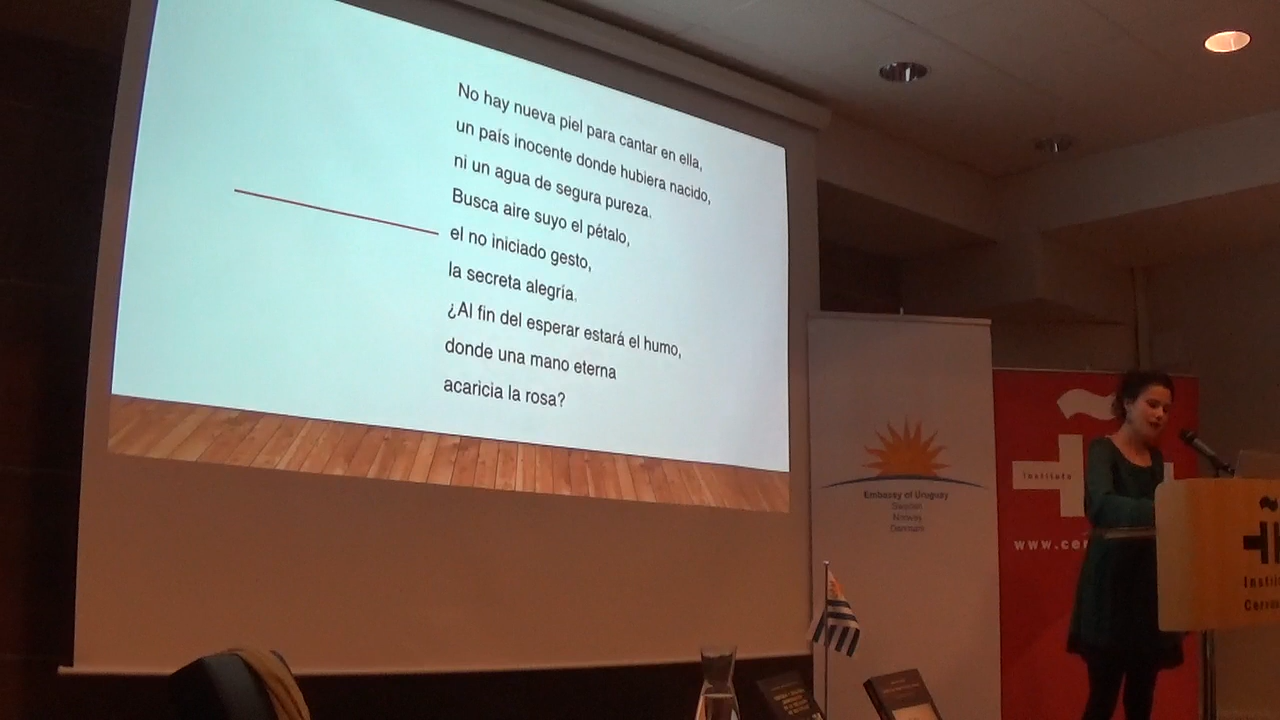 No hay nueva piel para cantar en ella,
un país inocente donde hubiera nacido,
ni un agua de segura pureza.
Busca aire suyo el pétalo,
el no iniciado gesto,
la secreta alegría.
¿Al fin del esperar estará el humo,
donde una mano eterna
acaricia la rosa?
Embassy of Uruguay
Sweden
Norway
Denmark
Instituto
www.cer
Insti
Cerva